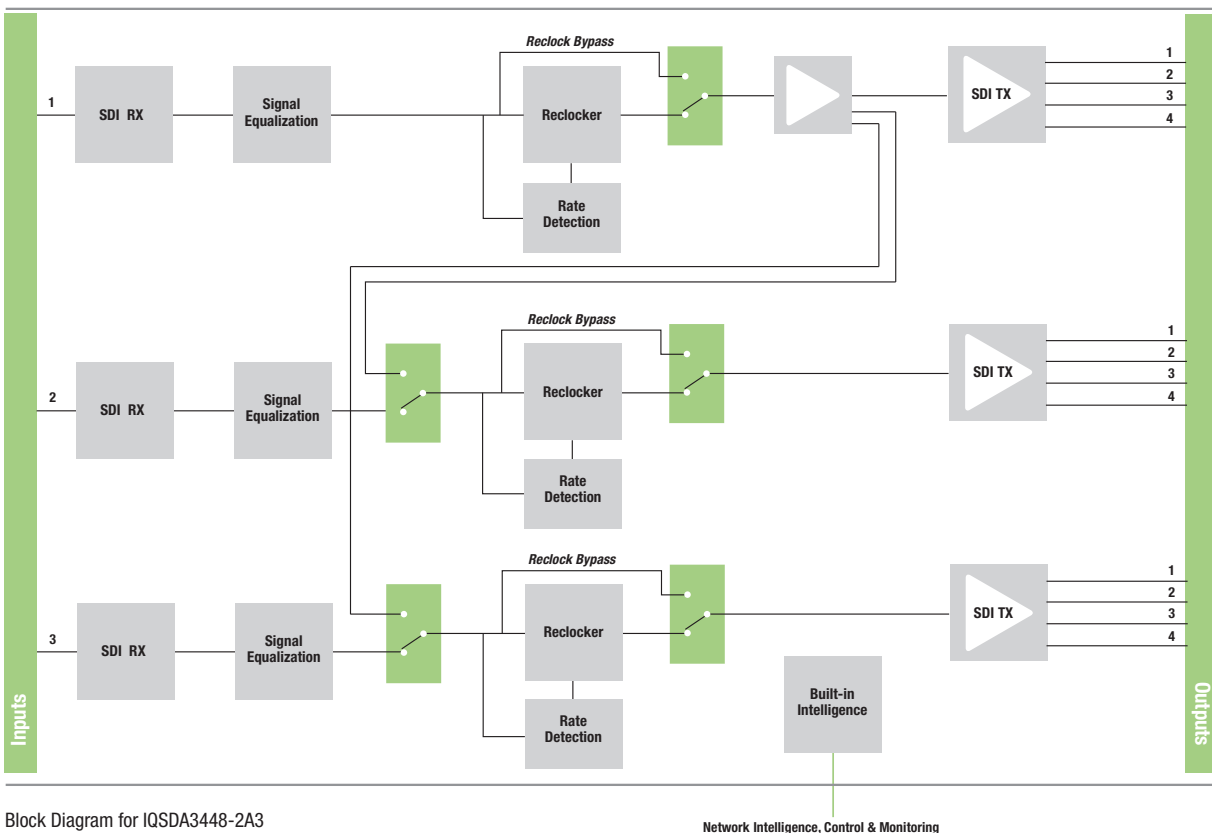 Reclock Bypass
1
SDI RX
Signal
Equalization
Reclocker
Rate
Detection
SDI TX
1
2
3
4
Reclock Bypass
2
SDI RX
Signal
Equalization
Reclocker
Rate
Detection
SDI TX
1
2
3
4
Reclock Bypass
3
SDI RX
Signal
Equalization
Reclocker
Rate
Detection
SDI TX
1
2
3
4
Built-in
Intelligence
Inputs
Outputs
Block Diagram for IQSDA3448-2A3
Network Intelligence, Control & Monitoring